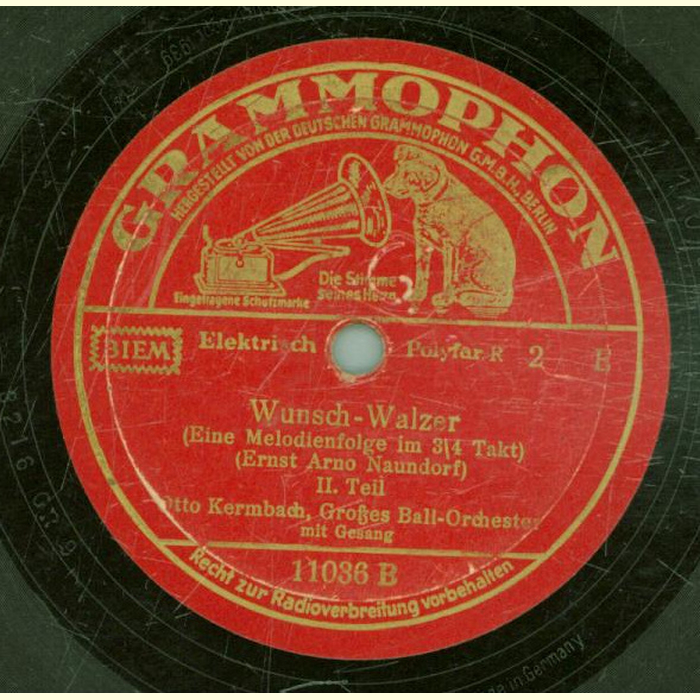 GRAMMOPHON
HERGESTELLT VON DER DEUTSCHEN GRAMMOPHON G.M.B.H. BERLIN
Die Stimme
seines Herrn
Eingetragene Schutzmarke
BIEM Elektrisch Polyfar R 2 E
Wunsch-Walzer
(Eine Melodienfolge im 3|4 Takt)
(Ernst Arno Naundorf)
II. Teil
Otto Kermbach, Großes Ball-Orchester
mit Gesang
11036 B
Recht zur Radioverbreitung vorbehalten
in Germany